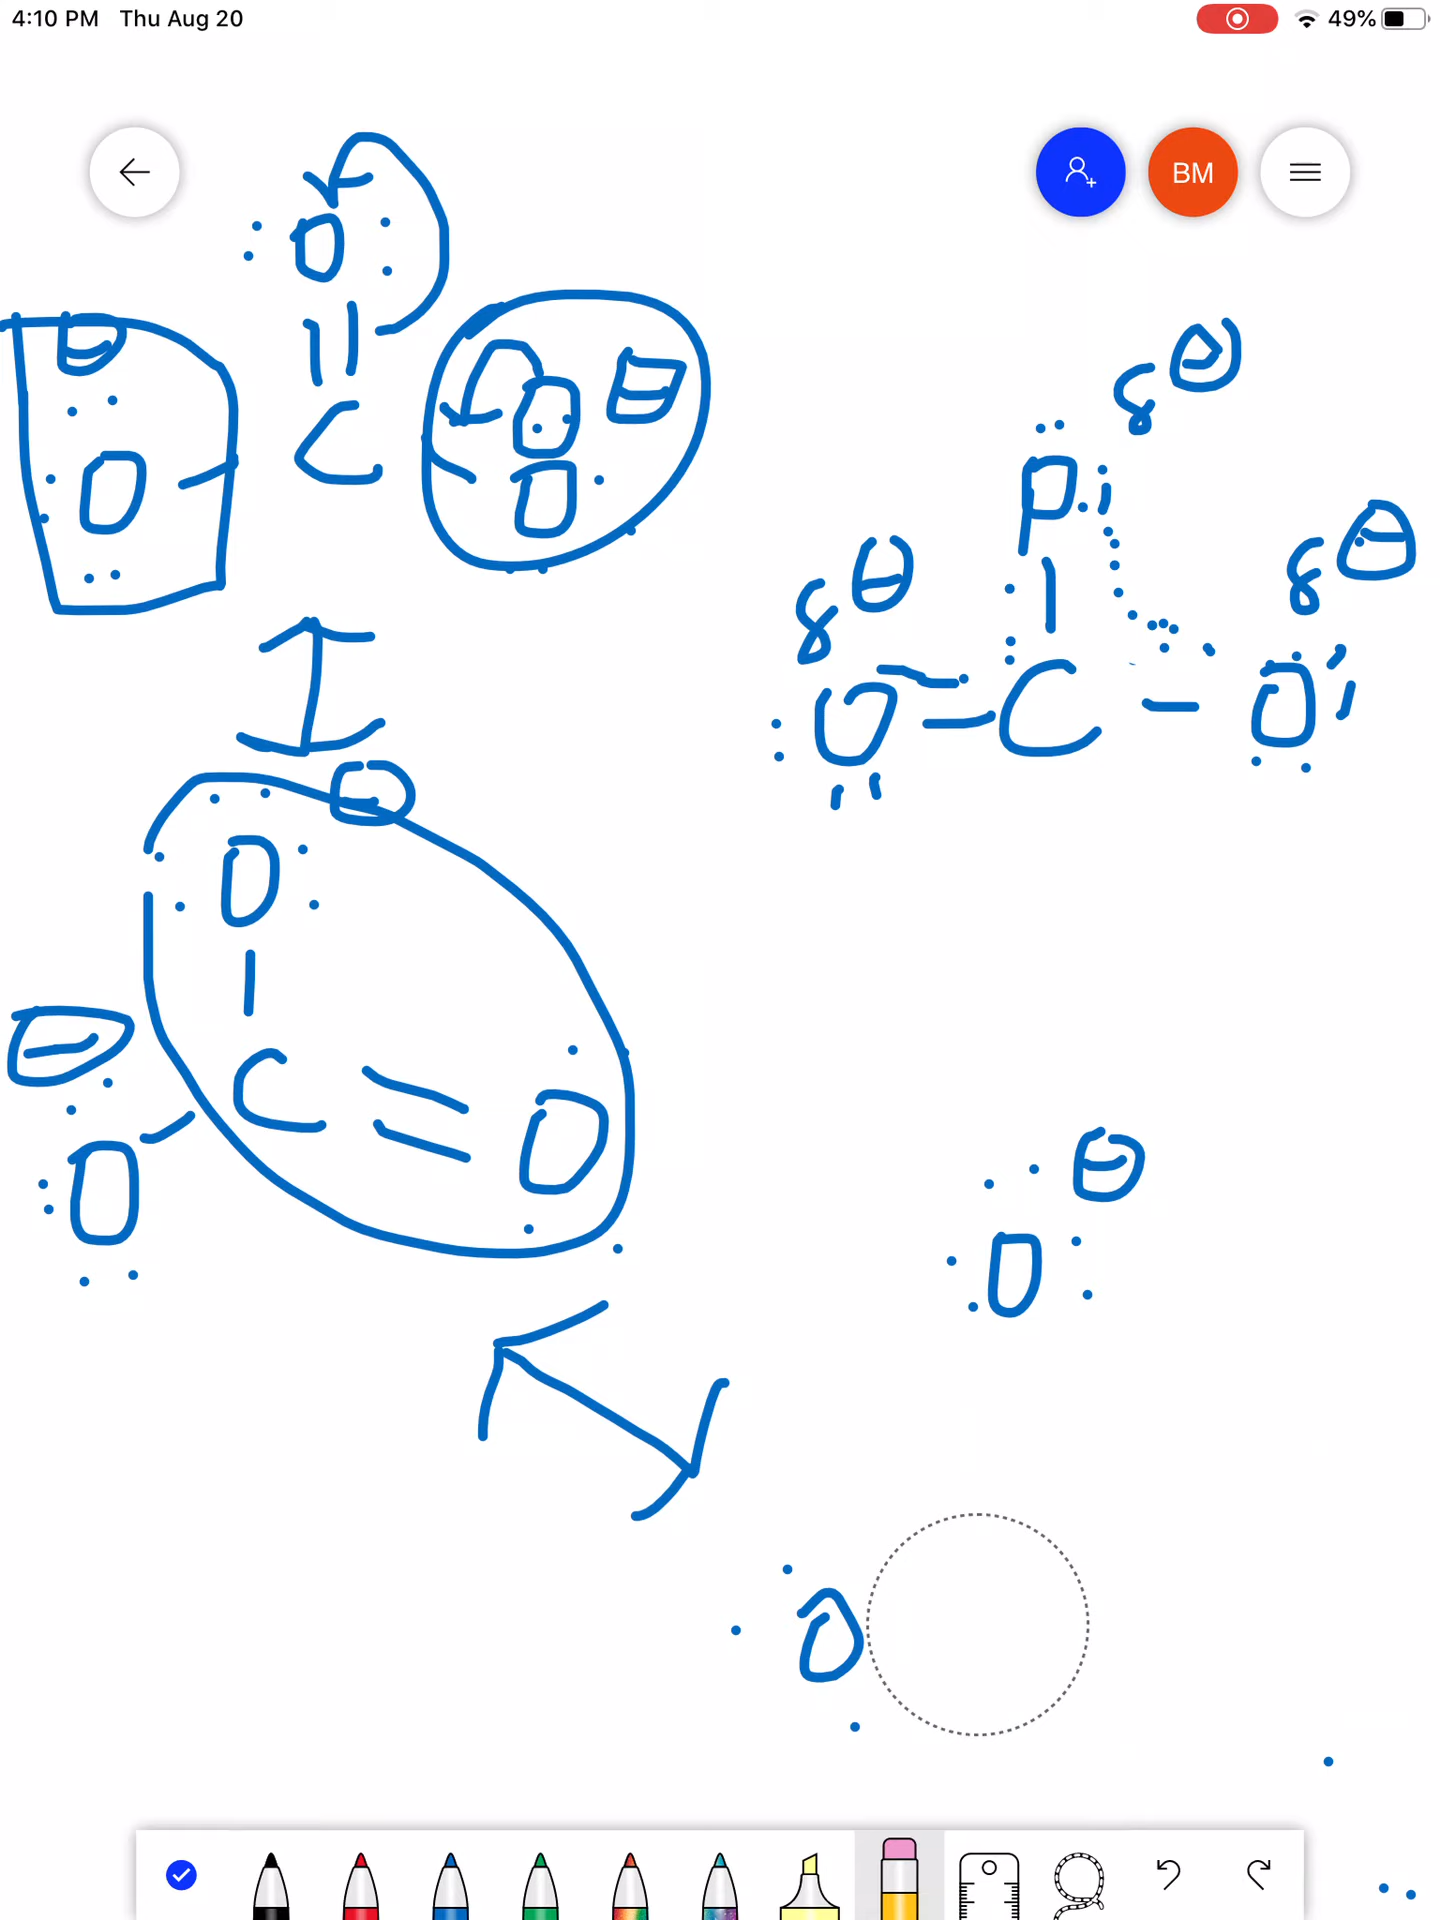 4:10 PM Thu Aug 20
49%
BM
O
C
O
O
O
δ⊖
δ⊖
δ⊖
O = C - O
O
C = O
O
⊖
⊖
O
O